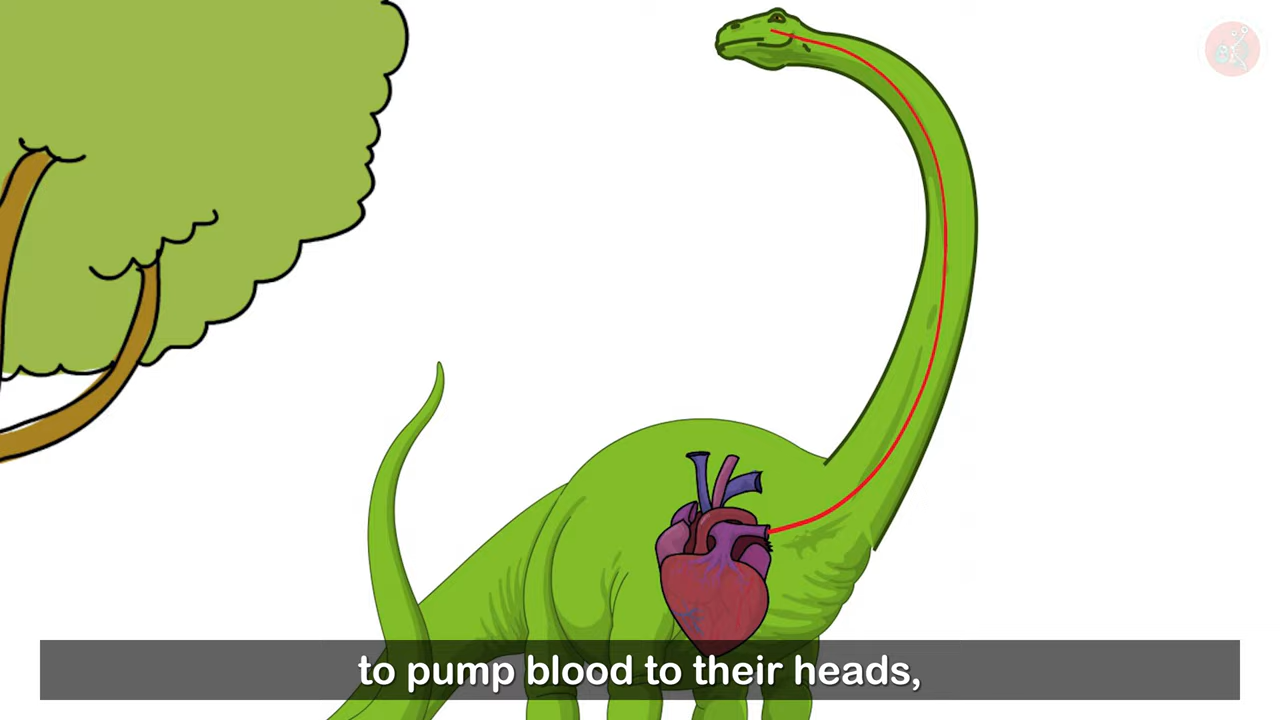 to pump blood to their heads,